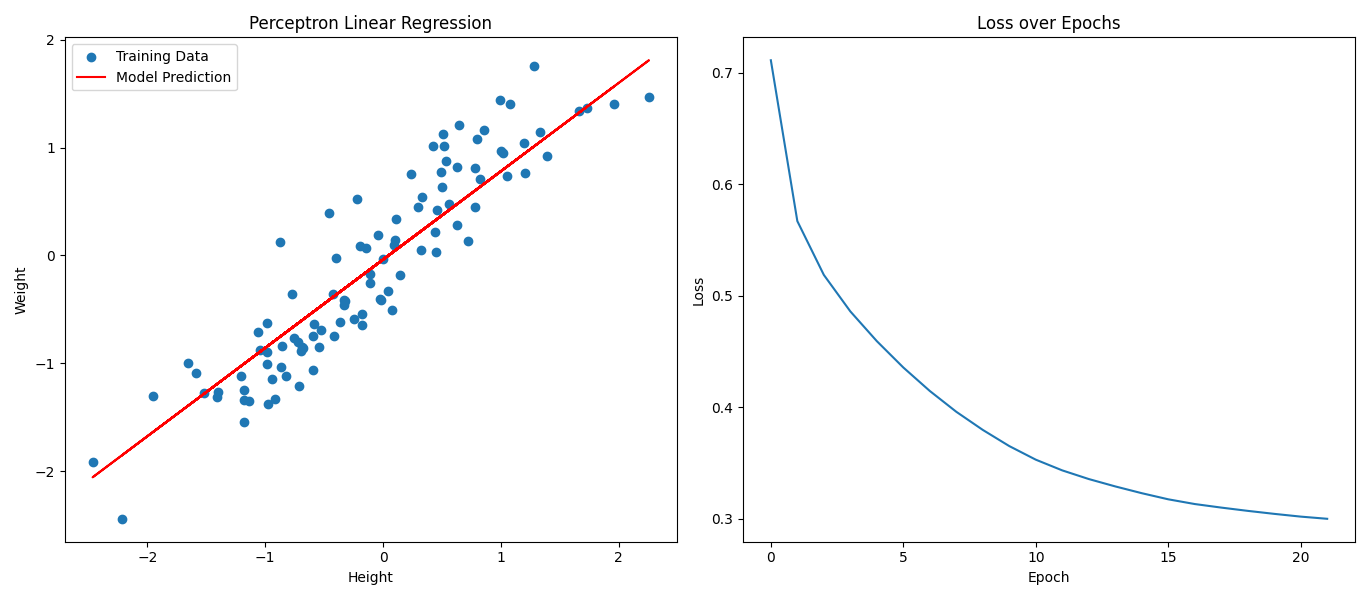 Perceptron Linear Regression
Training Data
Model Prediction
2
1
0
−1
−2
Weight
−2
−1
0
1
2
Height
Loss over Epochs
0.7
0.6
0.5
0.4
0.3
Loss
0
5
10
15
20
Epoch